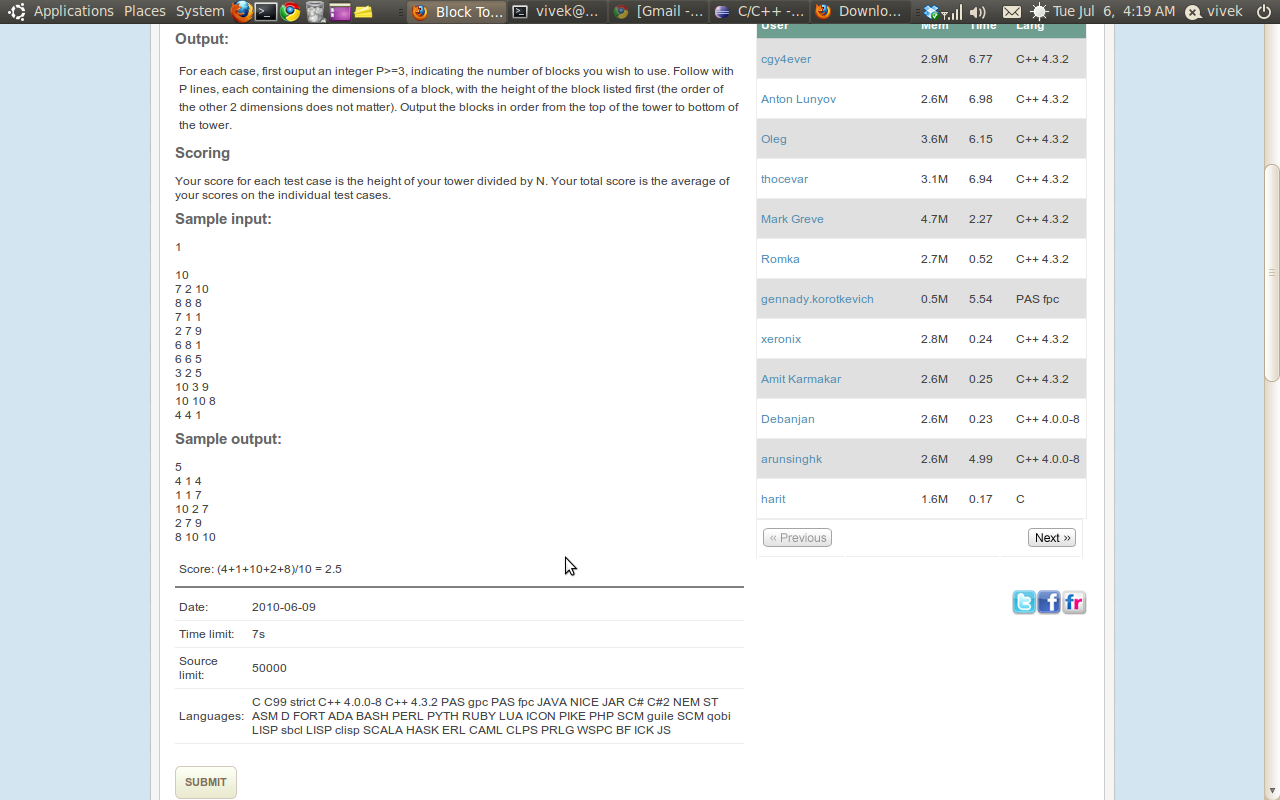 Applications Places System Block To... vivek@... [Gmail -... C/C++ -... Downlo... Tue Jul 6, 4:19 AM vivek
Output:
For each case, first ouput an integer P>=3, indicating the number of blocks you wish to use. Follow with
P lines, each containing the dimensions of a block, with the height of the block listed first (the order of
the other 2 dimensions does not matter). Output the blocks in order from the top of the tower to bottom of
the tower.
Scoring
Your score for each test case is the height of your tower divided by N. Your total score is the average of
your scores on the individual test cases.
Sample input:
1
10
7 2 10
8 8 8
7 1 1
2 7 9
6 8 1
6 6 5
3 2 5
10 3 9
10 10 8
4 4 1
Sample output:
5
4 1 4
1 1 7
10 2 7
2 7 9
8 10 10
Score: (4+1+10+2+8)/10 = 2.5
Date: 2010-06-09
Time limit: 7s
Source
limit: 50000
Languages: C C99 strict C++ 4.0.0-8 C++ 4.3.2 PAS gpc PAS fpc JAVA NICE JAR C# C#2 NEM ST
ASM D FORT ADA BASH PERL PYTH RUBY LUA ICON PIKE PHP SCM guile SCM qobi
LISP sbcl LISP clisp SCALA HASK ERL CAML CLPS PRLG WSPC BF ICK JS
SUBMIT
User Mem Time Lang
cgy4ever 2.9M 6.77 C++ 4.3.2
Anton Lunyov 2.6M 6.98 C++ 4.3.2
Oleg 3.6M 6.15 C++ 4.3.2
thocevar 3.1M 6.94 C++ 4.3.2
Mark Greve 4.7M 2.27 C++ 4.3.2
Romka 2.7M 0.52 C++ 4.3.2
gennady.korotkevich 0.5M 5.54 PAS fpc
xeronix 2.8M 0.24 C++ 4.3.2
Amit Karmakar 2.6M 0.25 C++ 4.3.2
Debanjan 2.6M 0.23 C++ 4.0.0-8
arunsinghk 2.6M 4.99 C++ 4.0.0-8
harit 1.6M 0.17 C
‹‹ Previous Next ››
t f fr